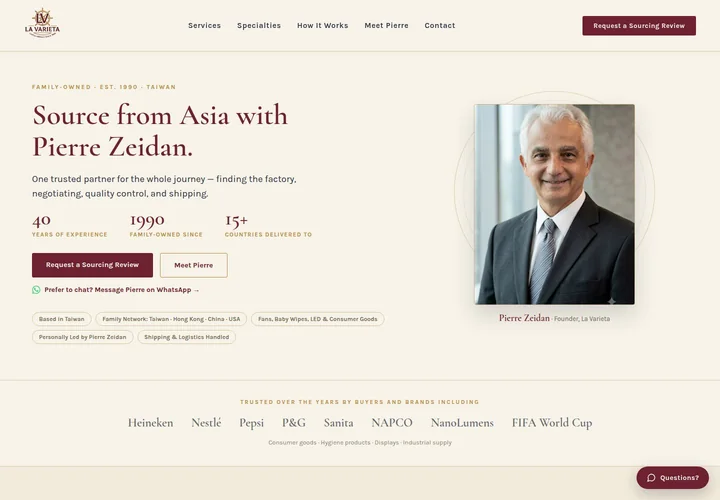 LV
LA VARIETA
Services
Specialties
How It Works
Meet Pierre
Contact
Request a Sourcing Review
FAMILY-OWNED · EST. 1990 · TAIWAN
Source from Asia with
Pierre Zeidan.
One trusted partner for the whole journey — finding the factory,
negotiating, quality control, and shipping.
40
YEARS OF EXPERIENCE
1990
FAMILY-OWNED SINCE
15+
COUNTRIES DELIVERED TO
Request a Sourcing Review
Meet Pierre
Prefer to chat? Message Pierre on WhatsApp →
Based in Taiwan
Family Network: Taiwan · Hong Kong · China · USA
Fans, Baby Wipes, LED & Consumer Goods
Personally Led by Pierre Zeidan
Shipping & Logistics Handled
Pierre Zeidan · Founder, La Varieta
TRUSTED OVER THE YEARS BY BUYERS AND BRANDS INCLUDING
Heineken
Nestlé
Pepsi
P&G
Sanita
NAPCO
NanoLumens
FIFA World Cup
Consumer goods · Hygiene products · Displays · Industrial supply
Questions?